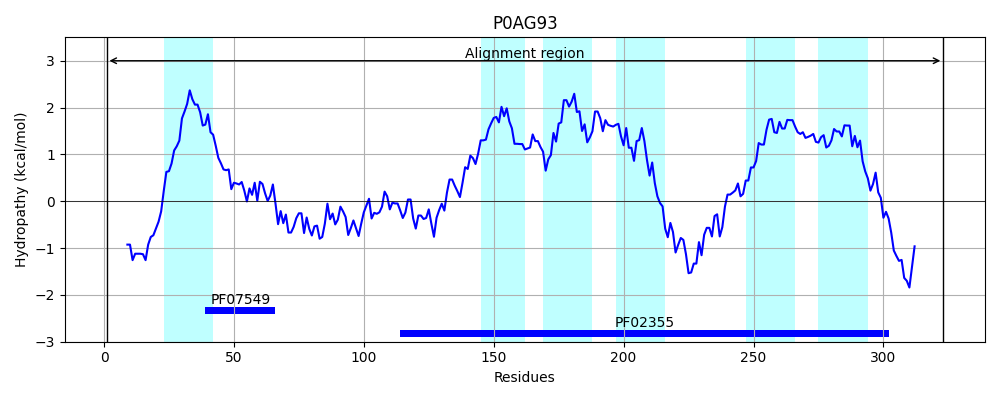 P0AG93
Alignment region
3
2
1
0
−1
−2
−3
Hydropathy (kcal/mol)
PF07549
PF02355
0 50 100 150 200 250 300
Residues